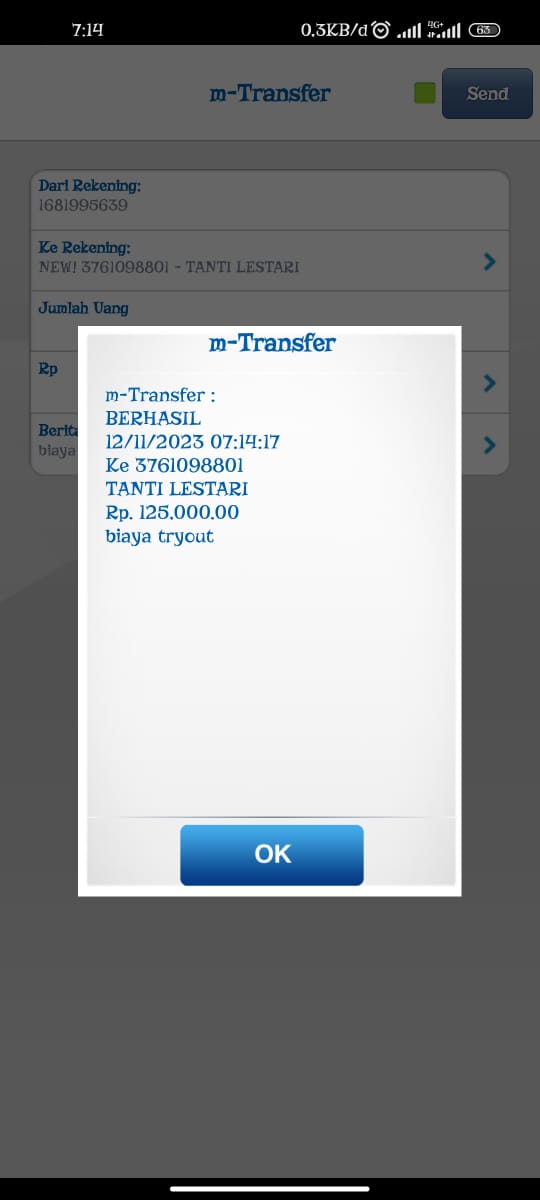 7:14
0,3KB/d
4G+
63
m-Transfer
Send
Dari Rekening:
1681995639
Ke Rekening:
NEW! 3761098801 - TANTI LESTARI
Jumlah Uang
Rp
Berita
biaya
m-Transfer
m-Transfer :
BERHASIL
12/11/2023 07:14:17
Ke 3761098801
TANTI LESTARI
Rp. 125,000.00
biaya tryout
OK